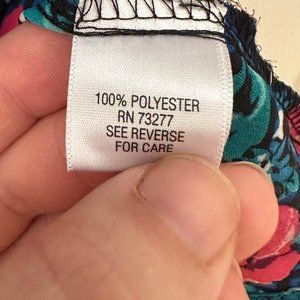 100% POLYESTER
RN 73277
SEE REVERSE
FOR CARE